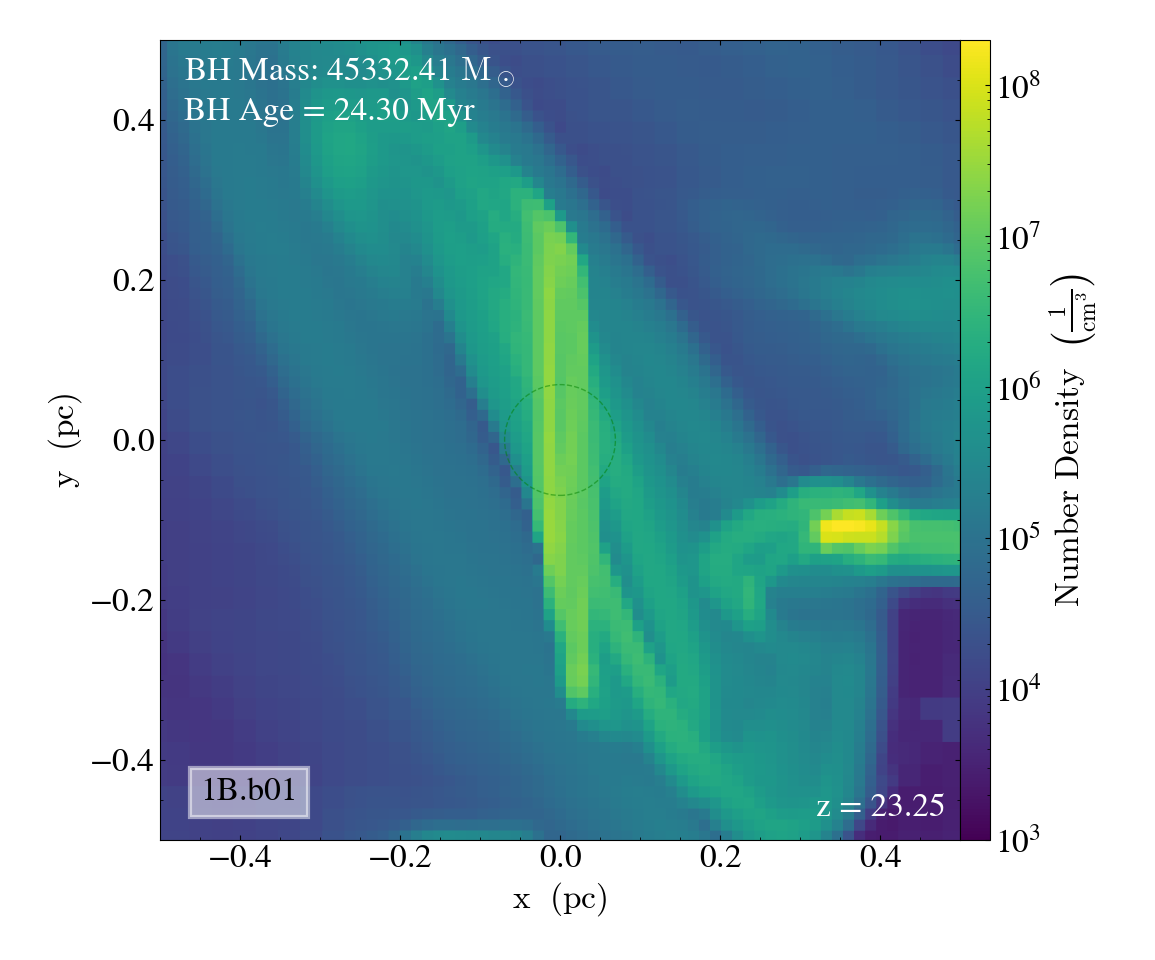 BH Mass: 45332.41 M⊙
BH Age = 24.30 Myr
1B.b01
z = 23.25
0.4
0.2
0.0
−0.2
−0.4
y (pc)
−0.4 −0.2 0.0 0.2 0.4
x (pc)
10⁸
10⁷
10⁶
10⁵
10⁴
10³
Number Density (1/cm³)